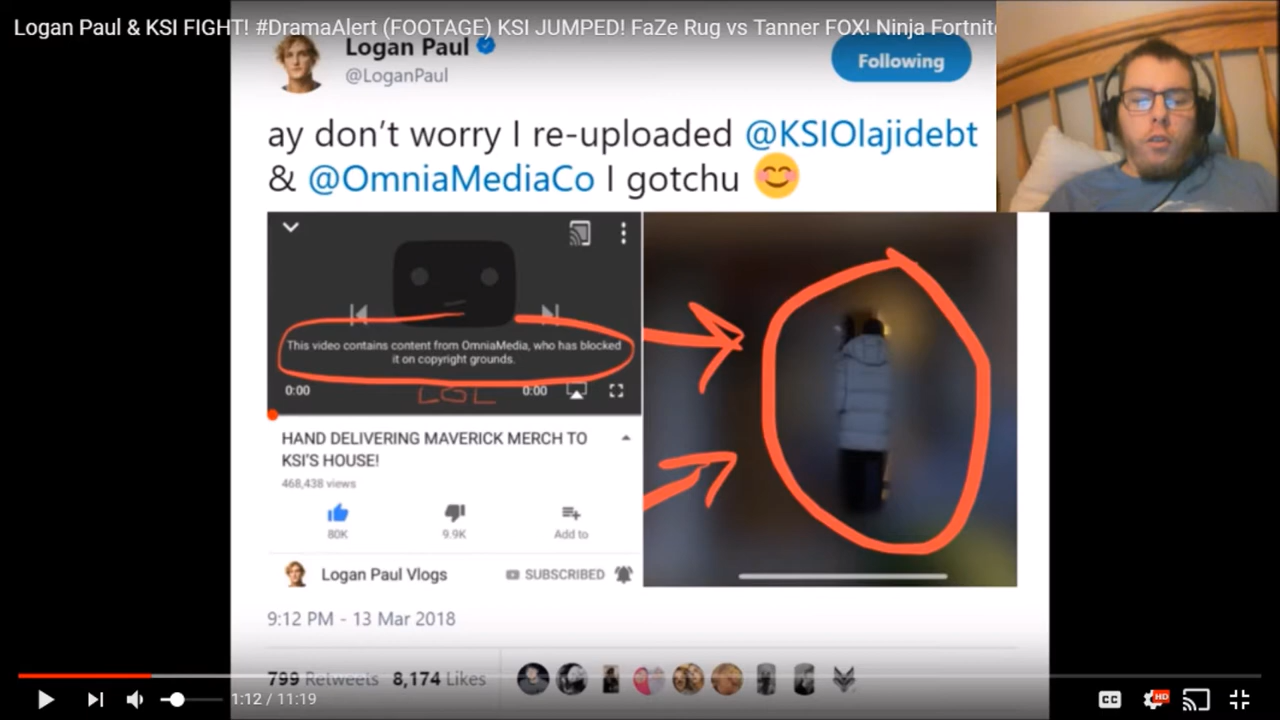 Logan Paul & KSI FIGHT! #DramaAlert (FOOTAGE) KSI JUMPED! FaZe Rug vs Tanner FOX! Ninja Fortnite
Logan Paul
@LoganPaul
Following
ay don't worry I re-uploaded @KSIOlajidebt
& @OmniaMediaCo I gotchu
This video contains content from OmniaMedia, who has blocked
it on copyright grounds.
0:00
LOL
0:00
HAND DELIVERING MAVERICK MERCH TO
KSI'S HOUSE!
468,438 views
80K
9.9K
Add to
Logan Paul Vlogs
SUBSCRIBED
9:12 PM - 13 Mar 2018
799 Retweets 8,174 Likes
1:12 / 11:19
CC
HD